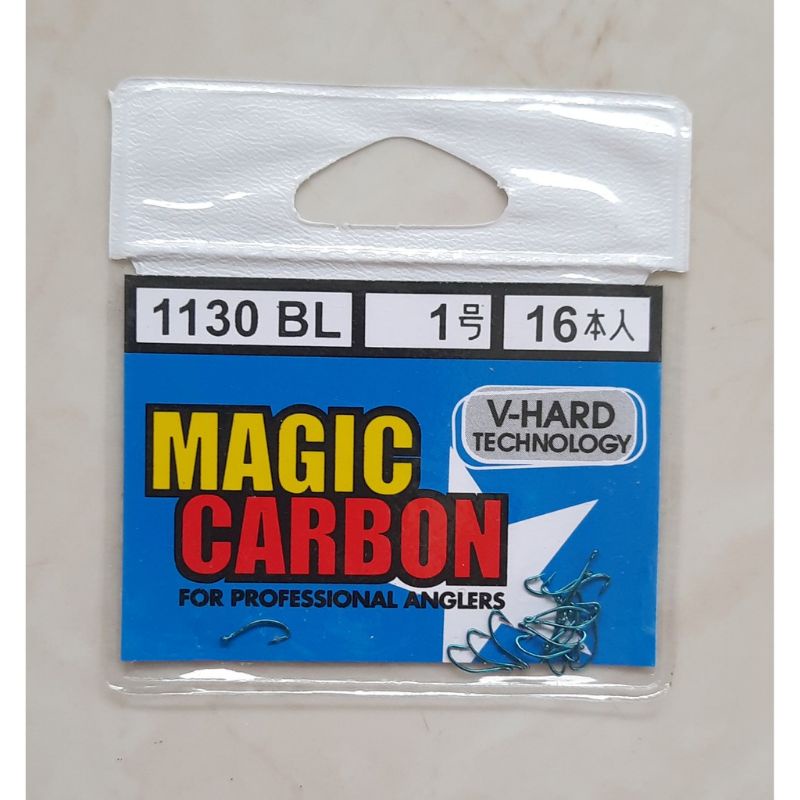 1130 BL 1号 16本入
V-HARD
TECHNOLOGY
MAGIC
CARBON
FOR PROFESSIONAL ANGLERS